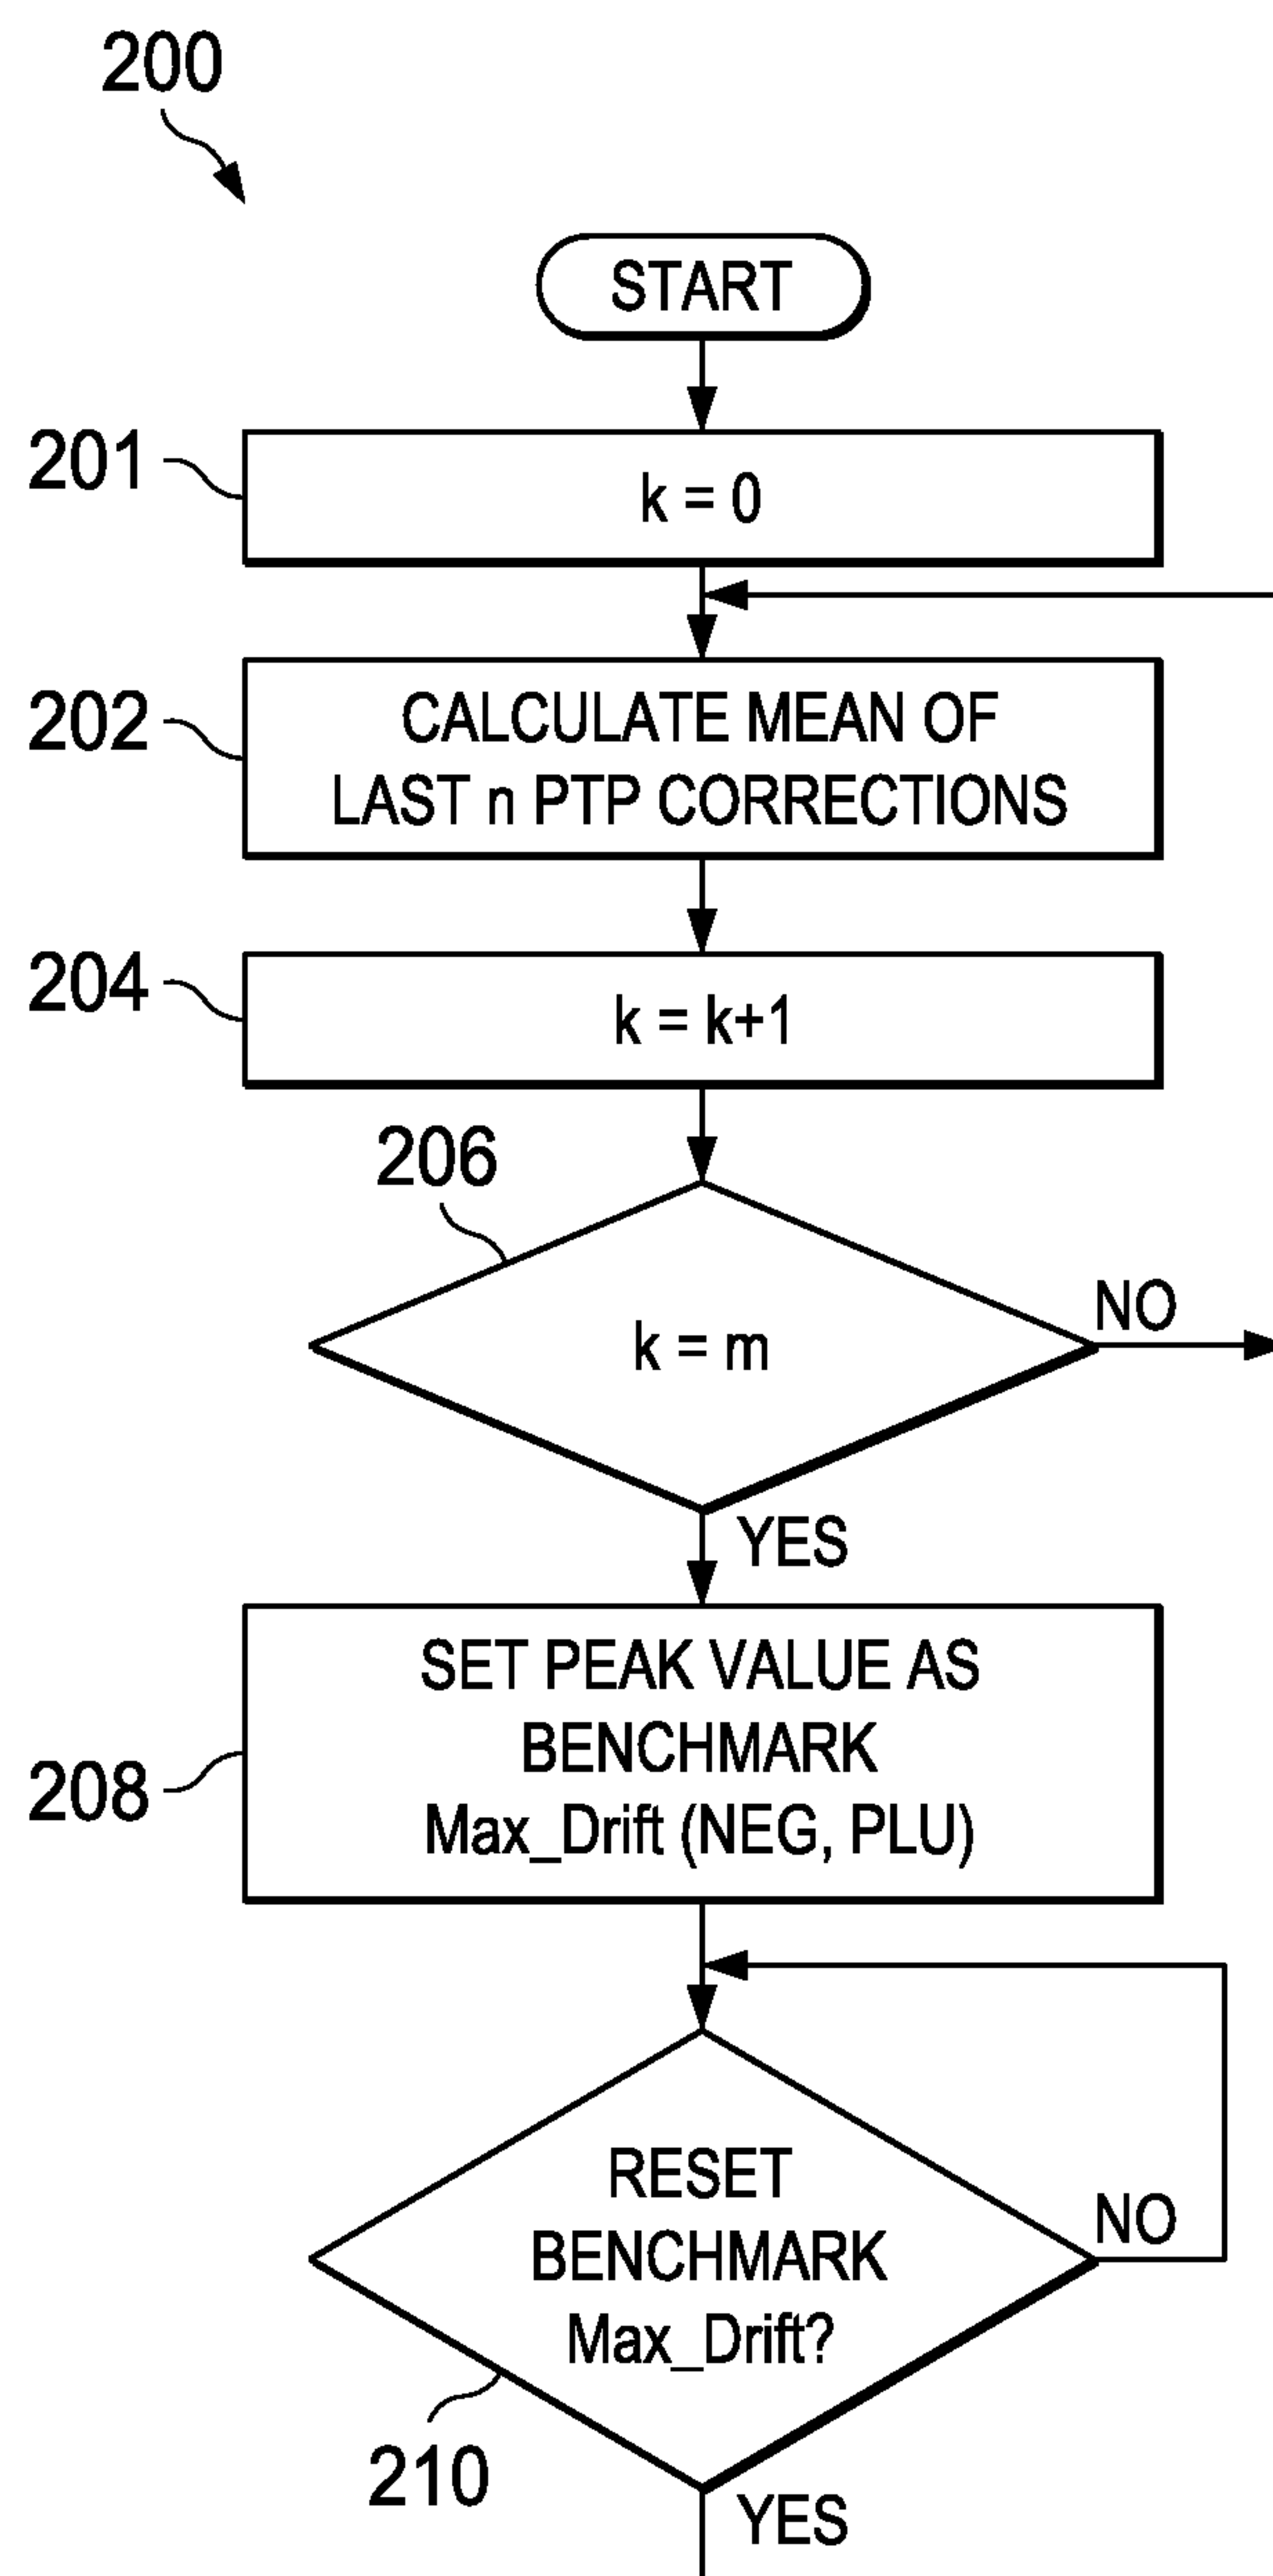 200
START
201
k = 0
202
CALCULATE MEAN OF
LAST n PTP CORRECTIONS
204
k = k+1
206
k = m
NO
YES
208
SET PEAK VALUE AS
BENCHMARK
Max_Drift (NEG, PLU)
RESET
BENCHMARK
Max_Drift?
NO
210
YES